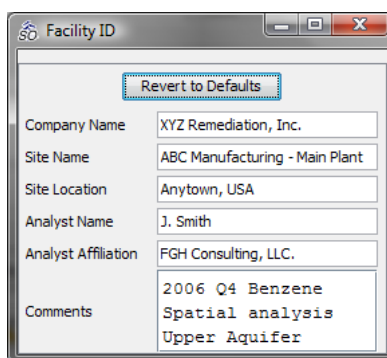 SO Facility ID
Revert to Defaults
Company Name XYZ Remediation, Inc.
Site Name ABC Manufacturing - Main Plant
Site Location Anytown, USA
Analyst Name J. Smith
Analyst Affiliation FGH Consulting, LLC.
Comments 2006 Q4 Benzene
Spatial analysis
Upper Aquifer